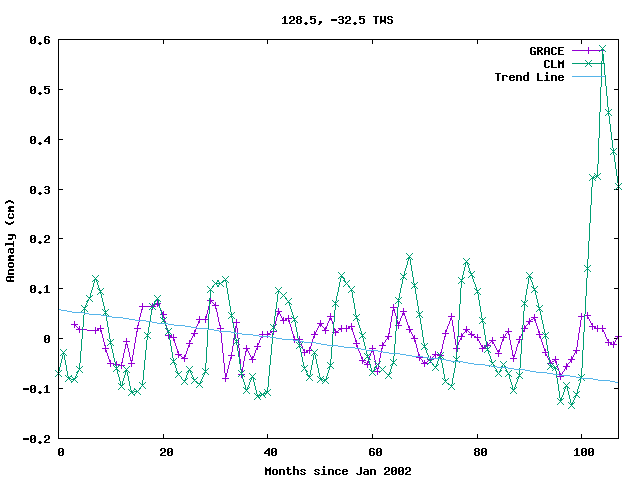 128.5, -32.5 TWS
GRACE
CLM
Trend Line
0.6
0.5
0.4
0.3
0.2
0.1
0
-0.1
-0.2
Anomaly (cm)
0 20 40 60 80 100
Months since Jan 2002